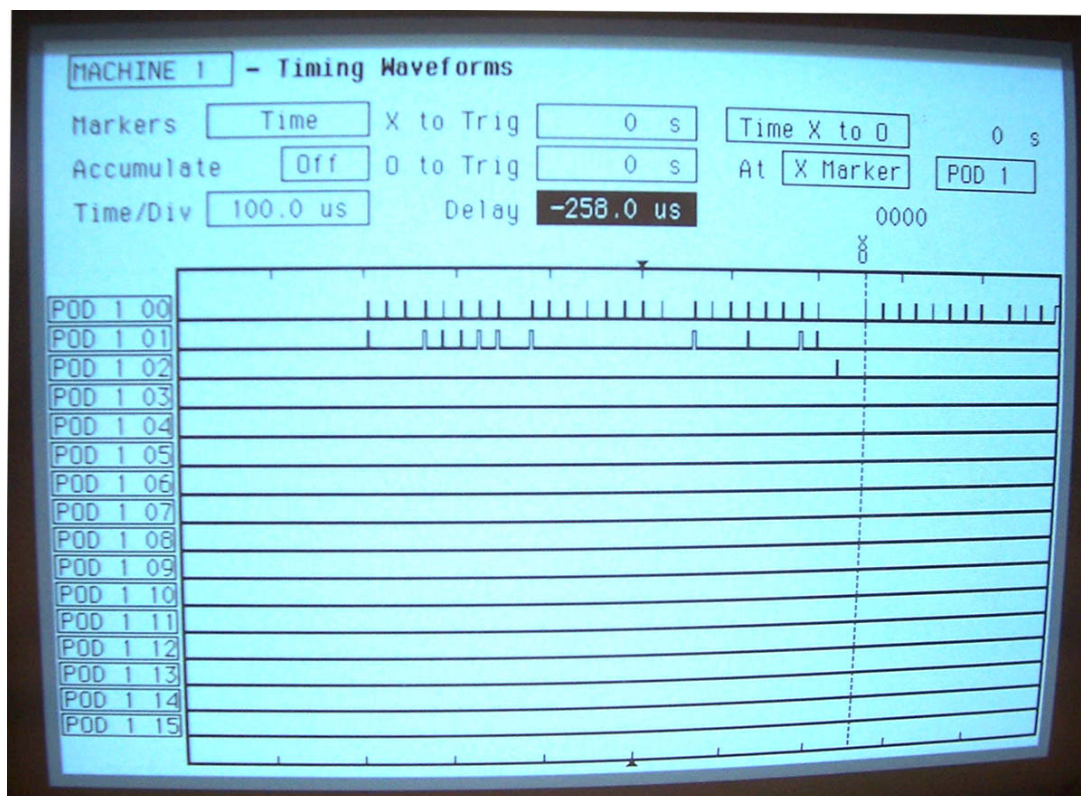 MACHINE 1 - Timing Waveforms
Markers Time X to Trig 0 s Time X to O 0 s
Accumulate Off O to Trig 0 s At X Marker POD 1
Time/Div 100.0 us Delay -258.0 us 0000
X
O
POD 1 00
POD 1 01
POD 1 02
POD 1 03
POD 1 04
POD 1 05
POD 1 06
POD 1 07
POD 1 08
POD 1 09
POD 1 10
POD 1 11
POD 1 12
POD 1 13
POD 1 14
POD 1 15